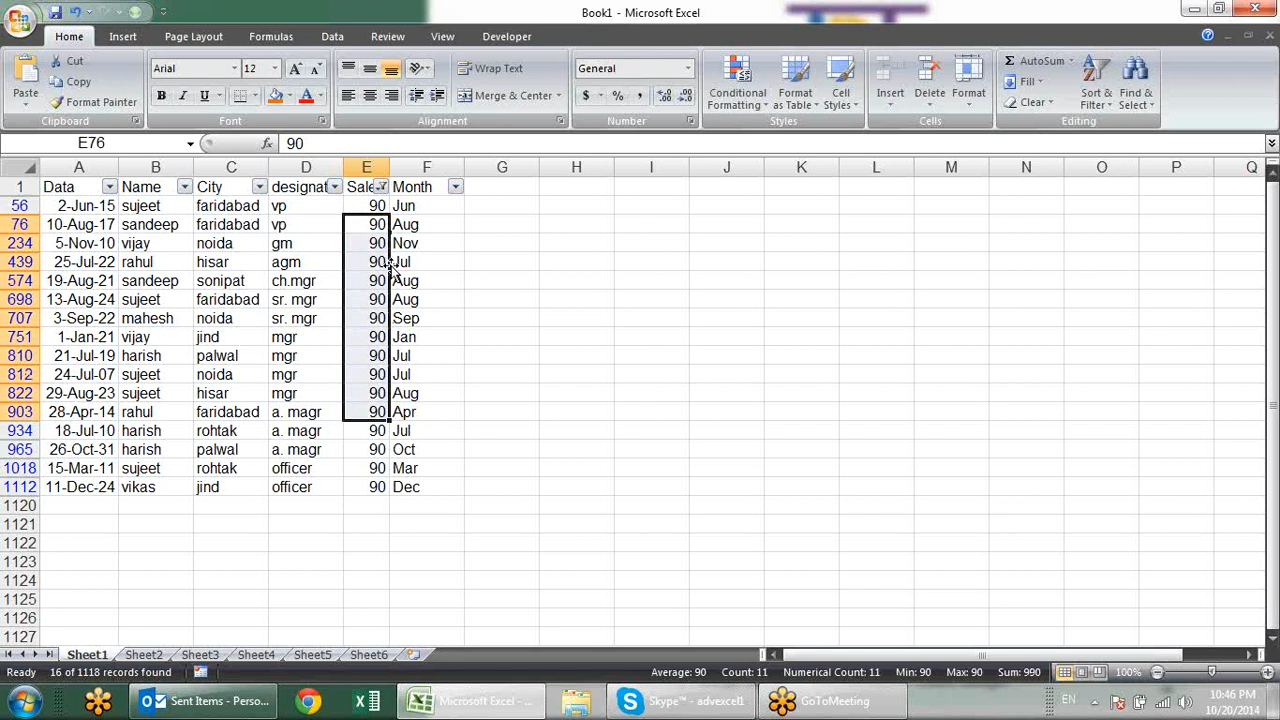 Book1 - Microsoft Excel
Home Insert Page Layout Formulas Data Review View Developer
Paste Cut Arial 12 Wrap Text General Conditional Formatting Format as Table Cell Styles Insert Delete Format AutoSum Sort & Filter Find & Select
Copy Fill
Format Painter B I U A Merge & Center $ % , Clear
Clipboard Font Alignment Number Styles Cells Editing
E76 fx 90
A B C D E F G H I J K L M N O P Q
1 Data Name City designat Sale Month
56 2-Jun-15 sujeet faridabad vp 90 Jun
76 10-Aug-17 sandeep faridabad vp 90 Aug
234 5-Nov-10 vijay noida gm 90 Nov
439 25-Jul-22 rahul hisar agm 90 Jul
574 19-Aug-21 sandeep sonipat ch.mgr 90 Aug
698 13-Aug-24 sujeet faridabad sr. mgr 90 Aug
707 3-Sep-22 mahesh noida sr. mgr 90 Sep
751 1-Jan-21 vijay jind mgr 90 Jan
810 21-Jul-19 harish palwal mgr 90 Jul
812 24-Jul-07 sujeet noida mgr 90 Jul
822 29-Aug-23 sujeet hisar mgr 90 Aug
903 28-Apr-14 rahul faridabad a. magr 90 Apr
934 18-Jul-10 harish rohtak a. magr 90 Jul
965 26-Oct-31 harish palwal a. magr 90 Oct
1018 15-Mar-11 sujeet rohtak officer 90 Mar
1112 11-Dec-24 vikas jind officer 90 Dec
1120
1121
1122
1123
1124
1125
1126
1127
Sheet1 Sheet2 Sheet3 Sheet4 Sheet5 Sheet6
Ready 16 of 1118 records found Average: 90 Count: 11 Numerical Count: 11 Min: 90 Max: 90 Sum: 990 100%
Sent Items - Perso... Microsoft Excel - ... Skype™ - advexcel1 GoToMeeting EN 10:46 PM
10/20/2014